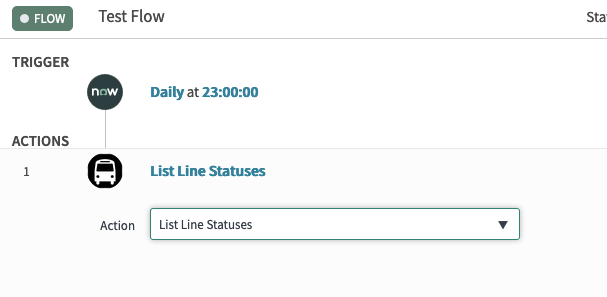 FLOW Test Flow Sta
TRIGGER
now Daily at 23:00:00
ACTIONS
1 List Line Statuses
Action List Line Statuses